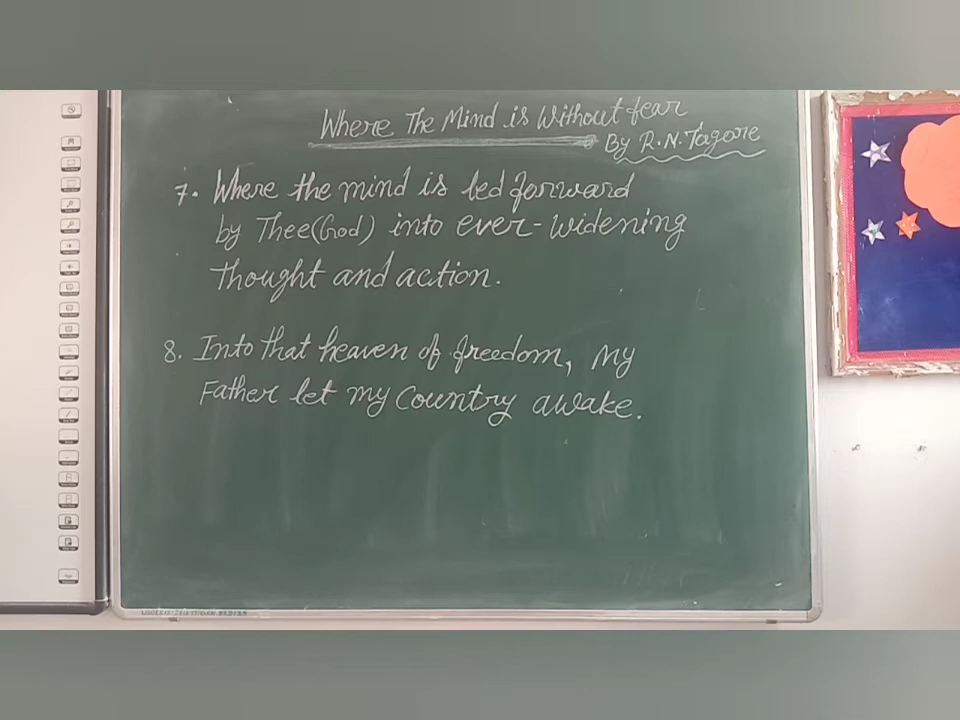 Where The Mind is Without fear
By R.N. Tagore
7. Where the mind is led forward
by Thee(God) into ever-widening
thought and action.
8. Into that heaven of freedom, My
Father let my Country awake.